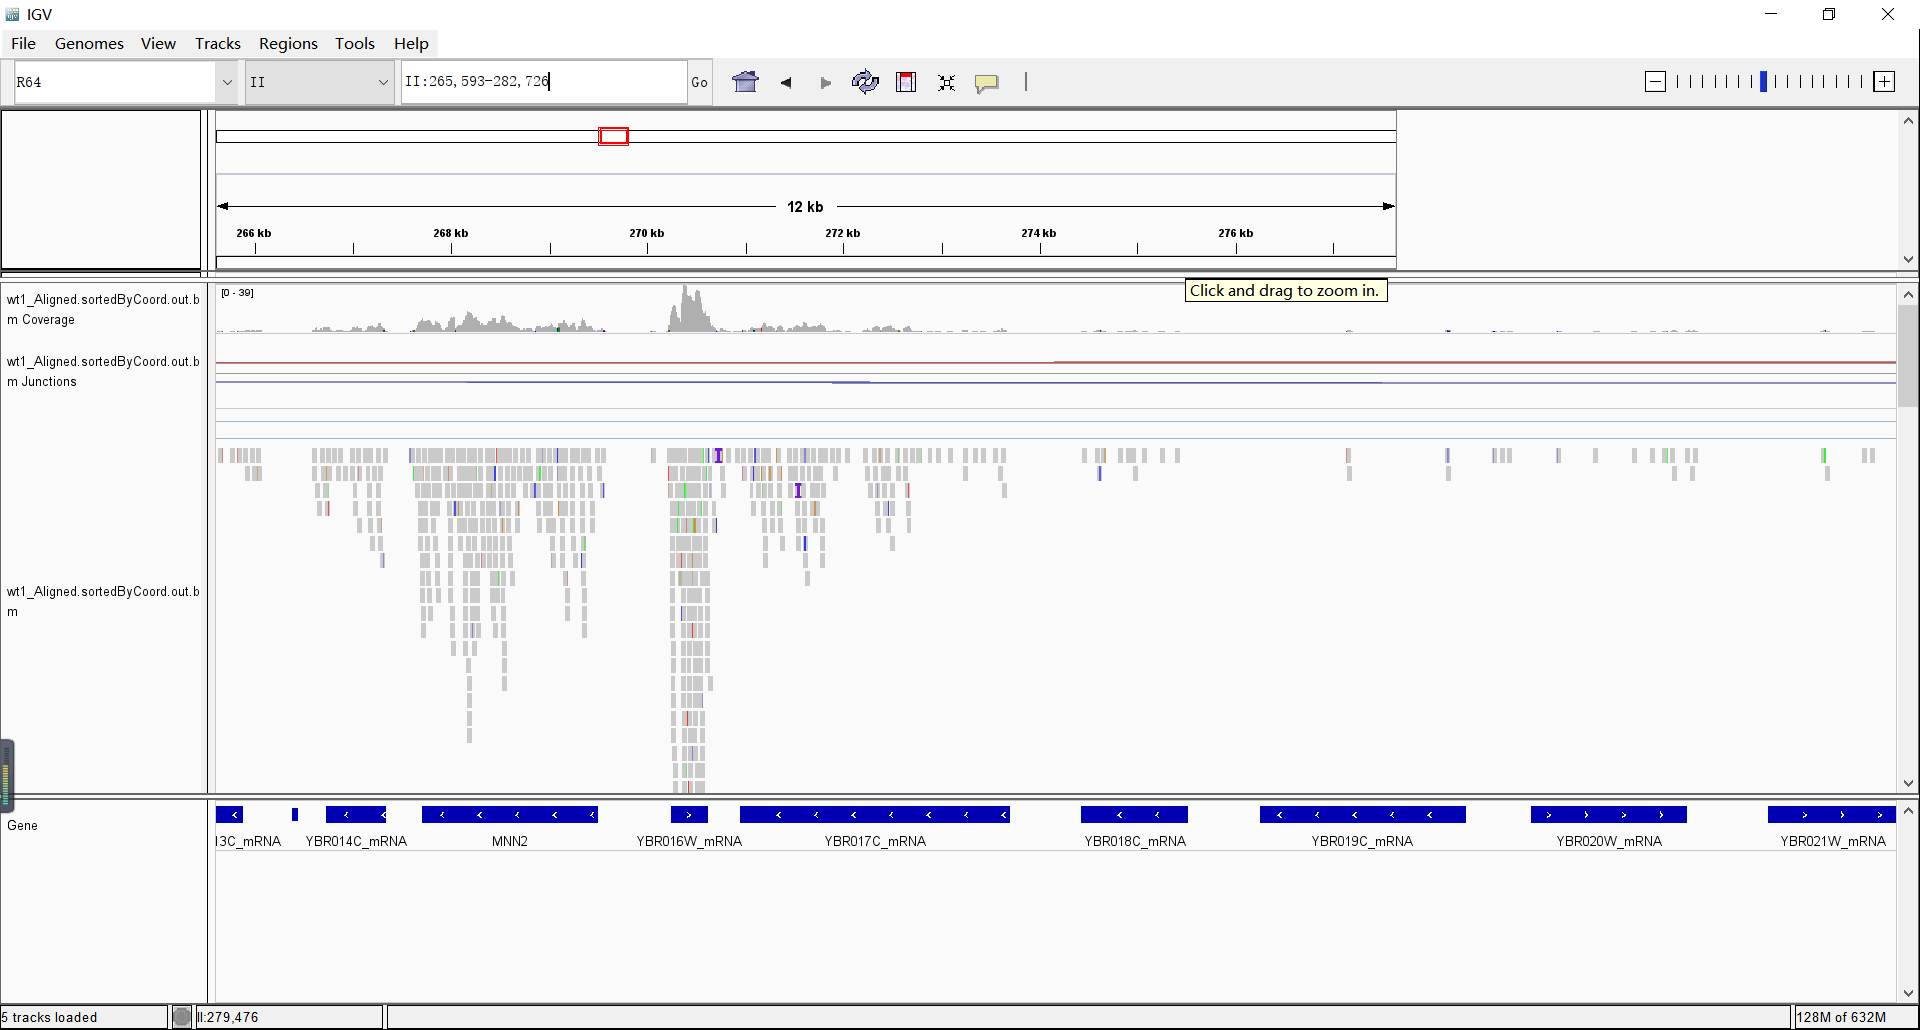 IGV
File Genomes View Tracks Regions Tools Help
R64 II II:265,593-282,726 Go
12 kb
266 kb 268 kb 270 kb 272 kb 274 kb 276 kb
Click and drag to zoom in.
wt1_Aligned.sortedByCoord.out.b
m Coverage
[0 - 39]
wt1_Aligned.sortedByCoord.out.b
m Junctions
wt1_Aligned.sortedByCoord.out.b
m
Gene
13C_mRNA YBR014C_mRNA MNN2 YBR016W_mRNA YBR017C_mRNA YBR018C_mRNA YBR019C_mRNA YBR020W_mRNA YBR021W_mRNA
5 tracks loaded II:279,476 128M of 632M